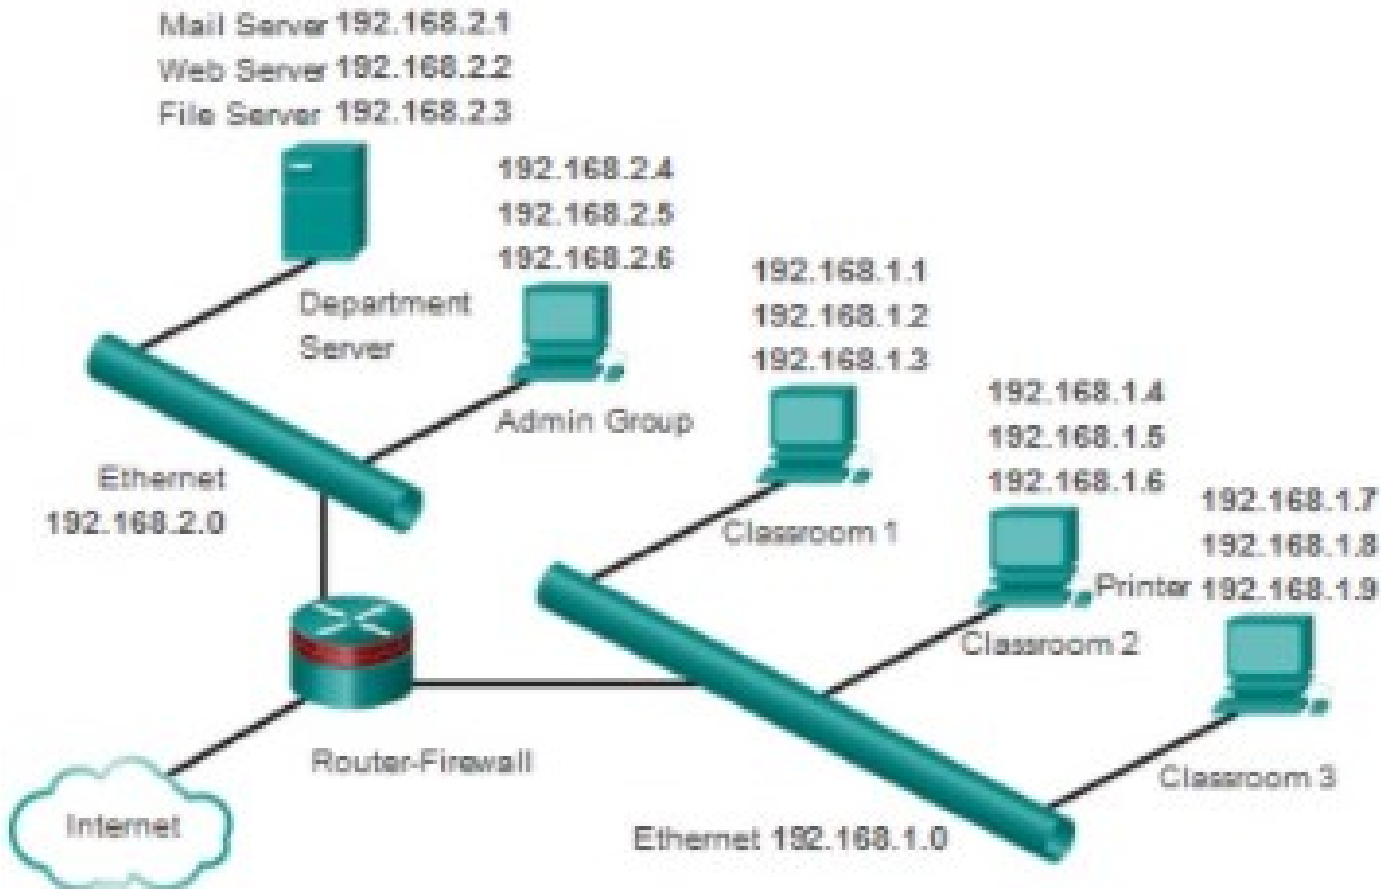 Mail Server 192.168.2.1
Web Server 192.168.2.2
File Server 192.168.2.3
192.168.2.4
192.168.2.5
192.168.2.6
Department
Server
Admin Group
Ethernet
192.168.2.0
192.168.1.1
192.168.1.2
192.168.1.3
Classroom 1
192.168.1.4
192.168.1.5
192.168.1.6
Classroom 2
192.168.1.7
192.168.1.8
Printer 192.168.1.9
Classroom 3
Router-Firewall
Internet
Ethernet 192.168.1.0